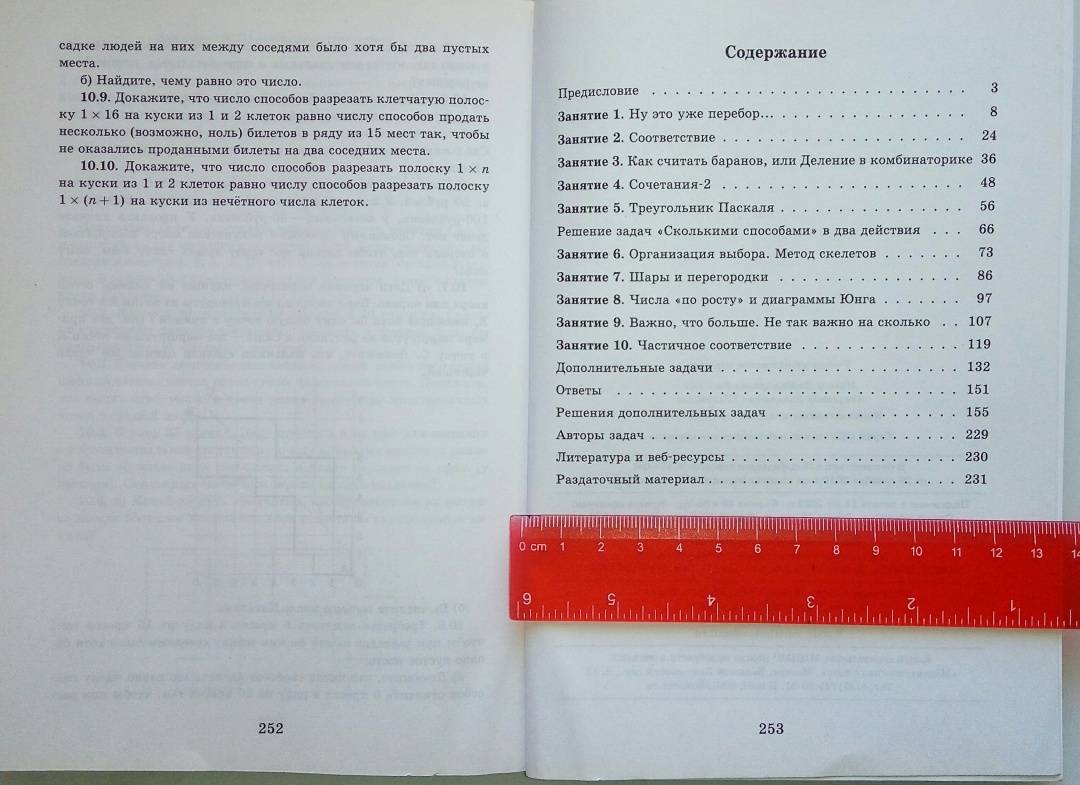 садке людей на них между соседями было хотя бы два пустых
места.
б) Найдите, чему равно это число.
10.9. Докажите, что число способов разрезать клетчатую полос-
ку 1 × 16 на куски из 1 и 2 клеток равно числу способов продать
несколько (возможно, ноль) билетов в ряду из 15 мест так, чтобы
не оказались проданными билеты на два соседних места.
10.10. Докажите, что число способов разрезать полоску 1 × n
на куски из 1 и 2 клеток равно числу способов разрезать полоску
1 × (n + 1) на куски из нечётного числа клеток.
252
Содержание
Предисловие . . . . . . . . . . . . . . . . . . . . . . . . . . . . 3
Занятие 1. Ну это уже перебор... . . . . . . . . . . . . . . . . . 8
Занятие 2. Соответствие . . . . . . . . . . . . . . . . . . . . . . 24
Занятие 3. Как считать баранов, или Деление в комбинаторике 36
Занятие 4. Сочетания-2 . . . . . . . . . . . . . . . . . . . . . . 48
Занятие 5. Треугольник Паскаля . . . . . . . . . . . . . . . . . 56
Решение задач «Сколькими способами» в два действия . . . 66
Занятие 6. Организация выбора. Метод скелетов . . . . . . . 73
Занятие 7. Шары и перегородки . . . . . . . . . . . . . . . . . 86
Занятие 8. Числа «по росту» и диаграммы Юнга . . . . . . . 97
Занятие 9. Важно, что больше. Не так важно на сколько . . 107
Занятие 10. Частичное соответствие . . . . . . . . . . . . . . 119
Дополнительные задачи . . . . . . . . . . . . . . . . . . . . . . 132
Ответы . . . . . . . . . . . . . . . . . . . . . . . . . . . . . . . 151
Решения дополнительных задач . . . . . . . . . . . . . . . . . 155
Авторы задач . . . . . . . . . . . . . . . . . . . . . . . . . . . . 229
Литература и веб-ресурсы . . . . . . . . . . . . . . . . . . . . . 230
Раздаточный материал . . . . . . . . . . . . . . . . . . . . . . . 231
0 cm 1 2 3 4 5 6 7 8 9 10 11 12 13 14
6 5 4 3 2 1
253